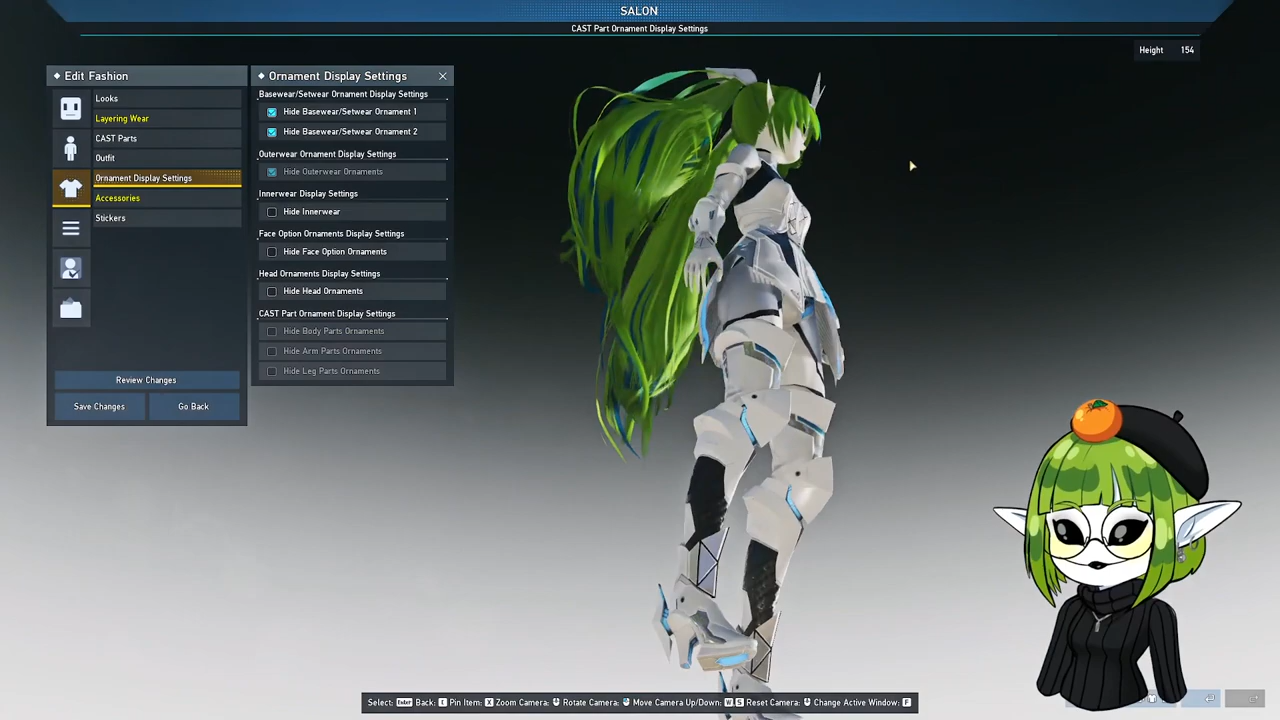 SALON
CAST Part Ornament Display Settings
Height 154
Edit Fashion
Looks
Layering Wear
CAST Parts
Outfit
Ornament Display Settings
Accessories
Stickers
Review Changes
Save Changes
Go Back
Ornament Display Settings
Basewear/Setwear Ornament Display Settings
Hide Basewear/Setwear Ornament 1
Hide Basewear/Setwear Ornament 2
Outerwear Ornament Display Settings
Hide Outerwear Ornaments
Innerwear Display Settings
Hide Innerwear
Face Option Ornaments Display Settings
Hide Face Option Ornaments
Head Ornaments Display Settings
Hide Head Ornaments
CAST Part Ornament Display Settings
Hide Body Parts Ornaments
Hide Arm Parts Ornaments
Hide Leg Parts Ornaments
Select: Enter Back: Pin Item: X Zoom Camera: Rotate Camera: Move Camera Up/Down: W S Reset Camera: Change Active Window: F